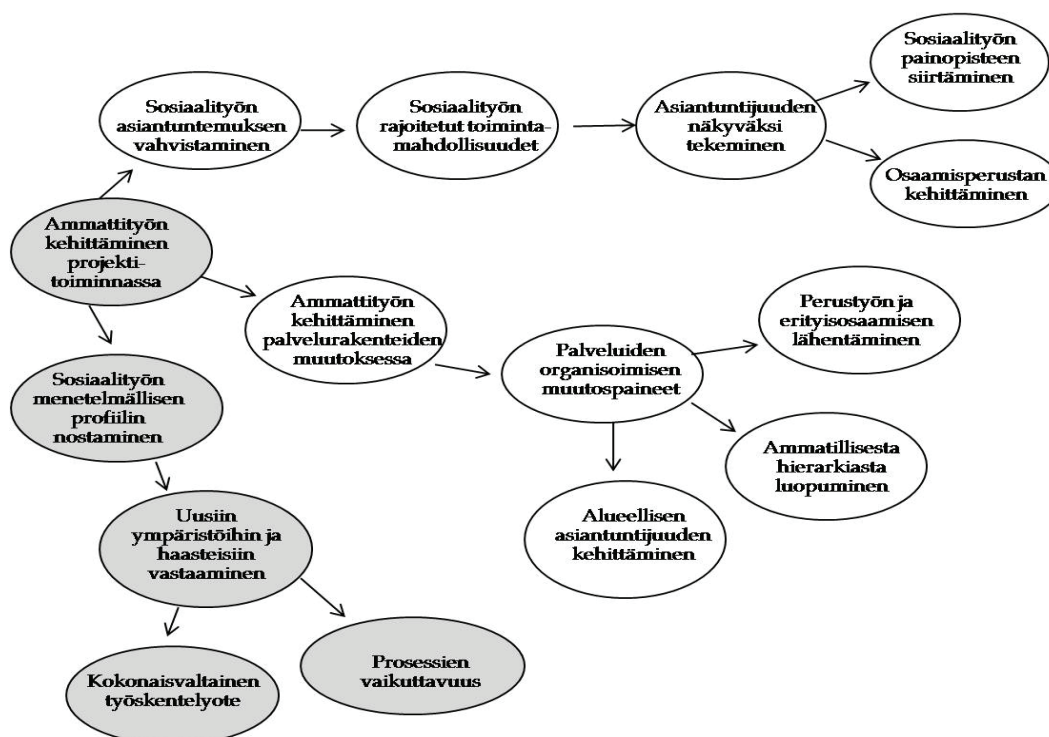 Sosiaalityön
painopisteen
siirtäminen
Sosiaalityön
asiantuntemuksen
vahvistaminen
Sosiaalityön
rajoitetut toiminta-
mahdollisuudet
Asiantuntijuuden
näkyväksi
tekeminen
Osaamisperustan
kehittäminen
Ammattityön
kehittäminen
projekti-
toiminnassa
Ammattityön
kehittäminen
palvelurakenteiden
muutoksessa
Perustyön ja
erityisosaamisen
lähentäminen
Palveluiden
organisoimisen
muutospaineet
Sosiaalityön
menetelmällisen
profiilin
nostaminen
Ammatillisesta
hierarkiasta
luopuminen
Alueellisen
asiantuntijuuden
kehittäminen
Uusiin
ympäristöihin ja
haasteisiin
vastaaminen
Prosessien
vaikuttavuus
Kokonaisvaltainen
työskentelyote